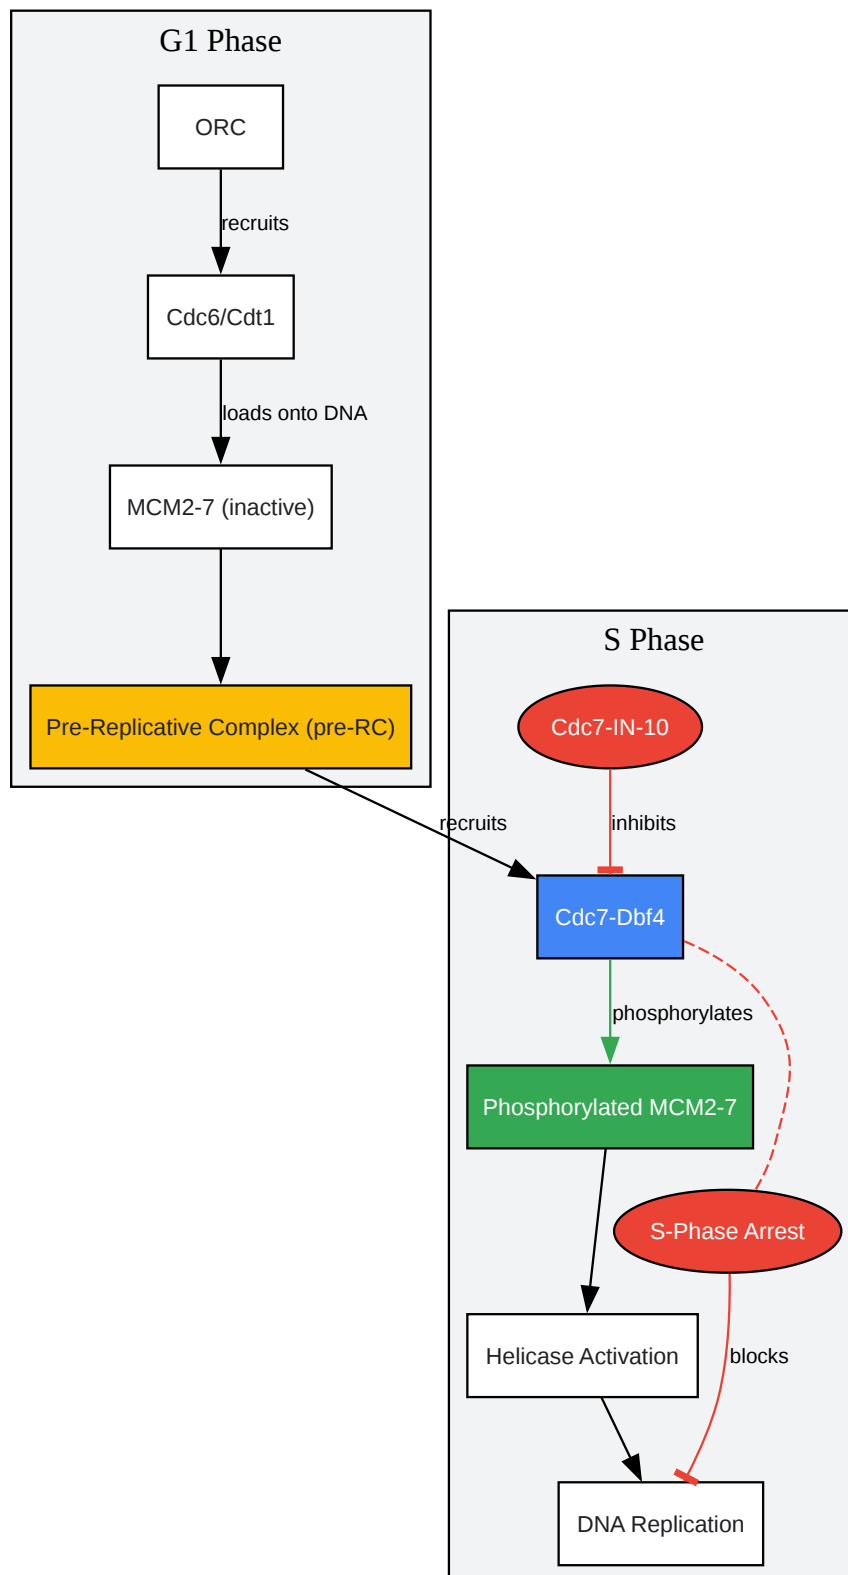 G1 Phase
ORC
recruits
Cdc6/Cdt1
loads onto DNA
MCM2-7 (inactive)
Pre-Replicative Complex (pre-RC)
S Phase
Cdc7-IN-10
recruits
inhibits
Cdc7-Dbf4
phosphorylates
Phosphorylated MCM2-7
S-Phase Arrest
Helicase Activation
blocks
DNA Replication